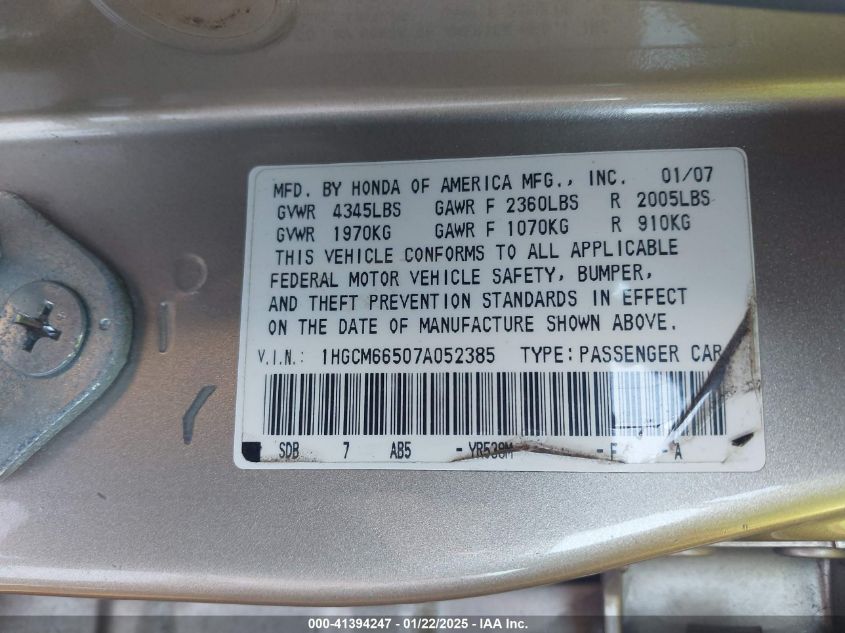 MFD. BY HONDA OF AMERICA MFG., INC. 01/07
GVWR 4345LBS GAWR F 2360LBS R 2005LBS
GVWR 1970KG GAWR F 1070KG R 910KG
THIS VEHICLE CONFORMS TO ALL APPLICABLE
FEDERAL MOTOR VEHICLE SAFETY, BUMPER,
AND THEFT PREVENTION STANDARDS IN EFFECT
ON THE DATE OF MANUFACTURE SHOWN ABOVE.
V.I.N.: 1HGCM66507A052385 TYPE: PASSENGER CAR
SDB 7 AB5 - YR538M - F - A
000-41394247 - 01/22/2025 - IAA Inc.